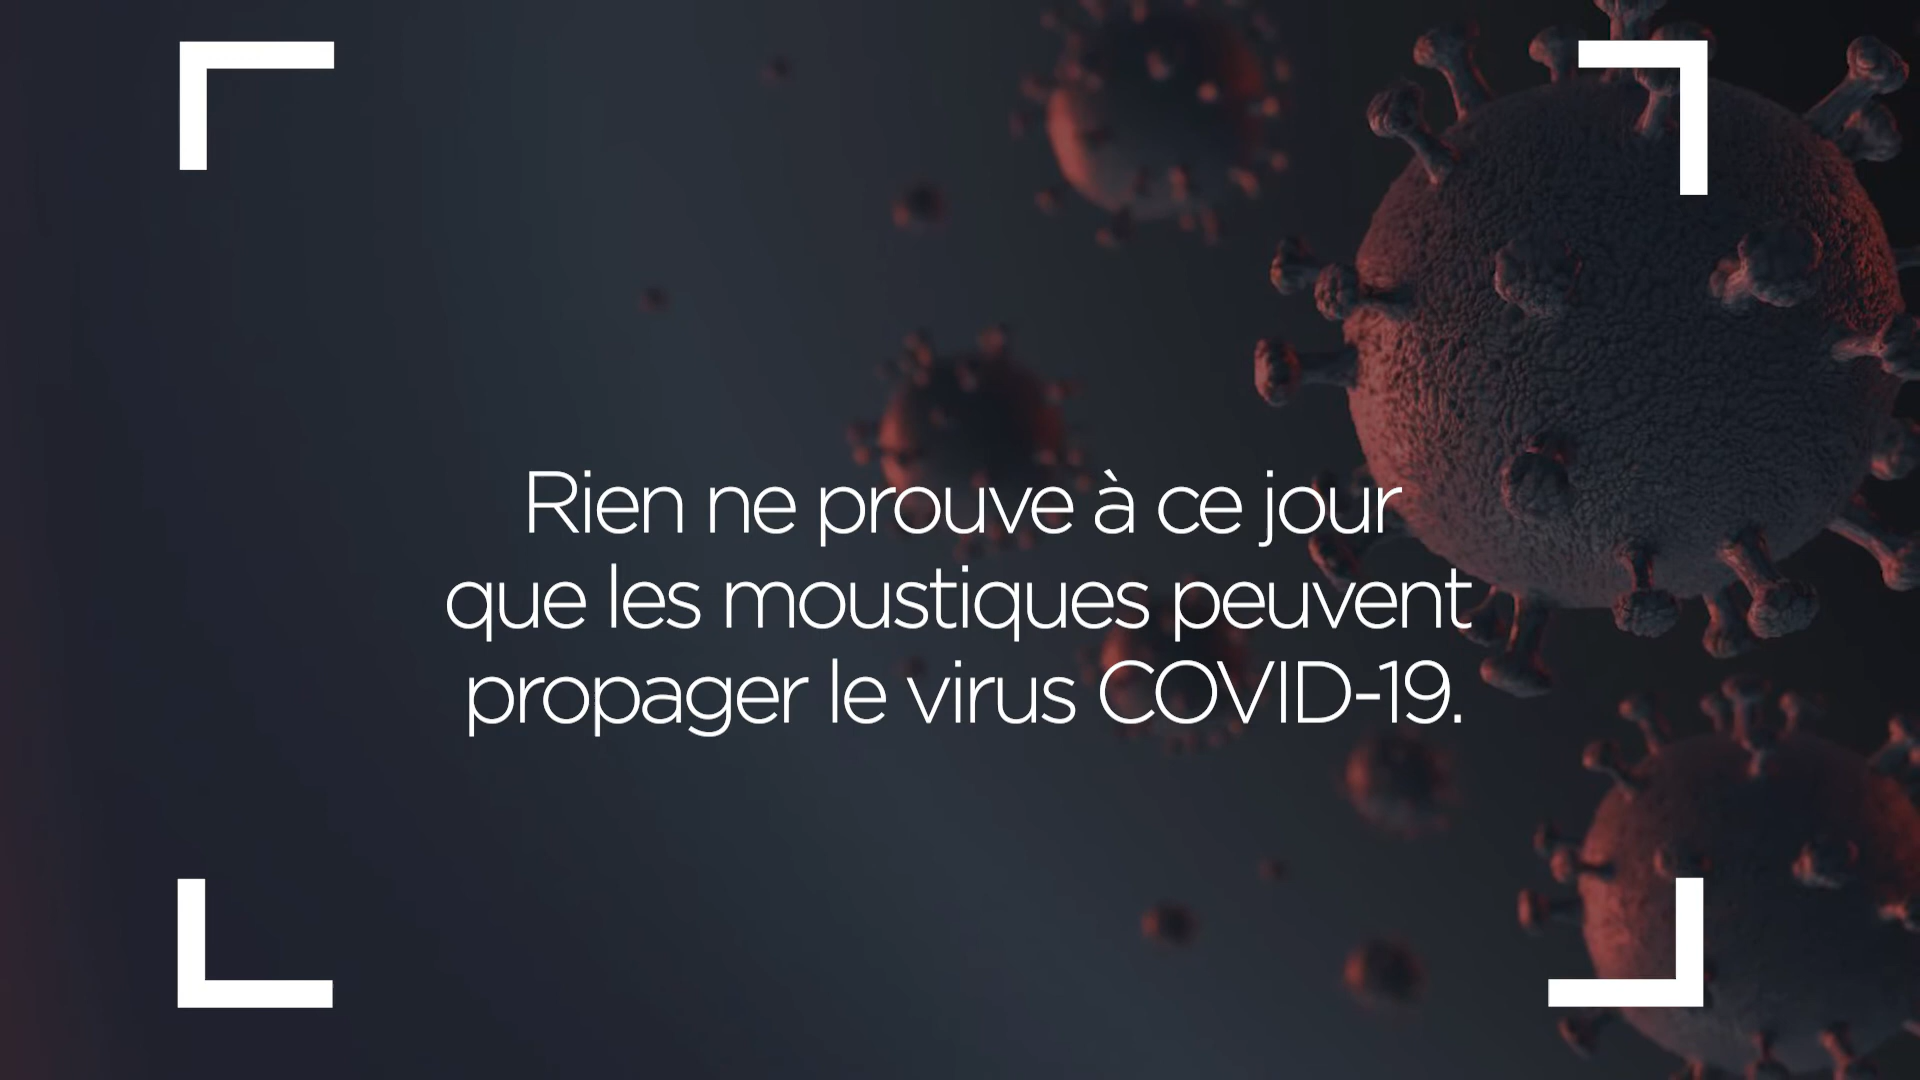 Rien ne prouve à ce jour
que les moustiques peuvent
propager le virus COVID-19.